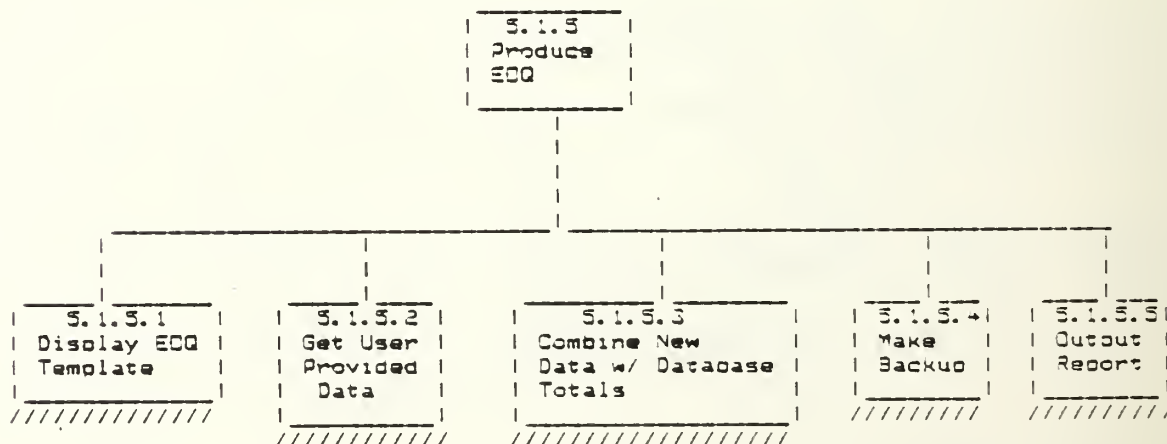 5.1.5
Produce
EOQ
5.1.5.1
Display EOQ
Template
5.1.5.2
Get User
Provided
Data
5.1.5.3
Combine New
Data w/ Database
Totals
5.1.5.4
Make
Backup
5.1.5.5
Output
Report